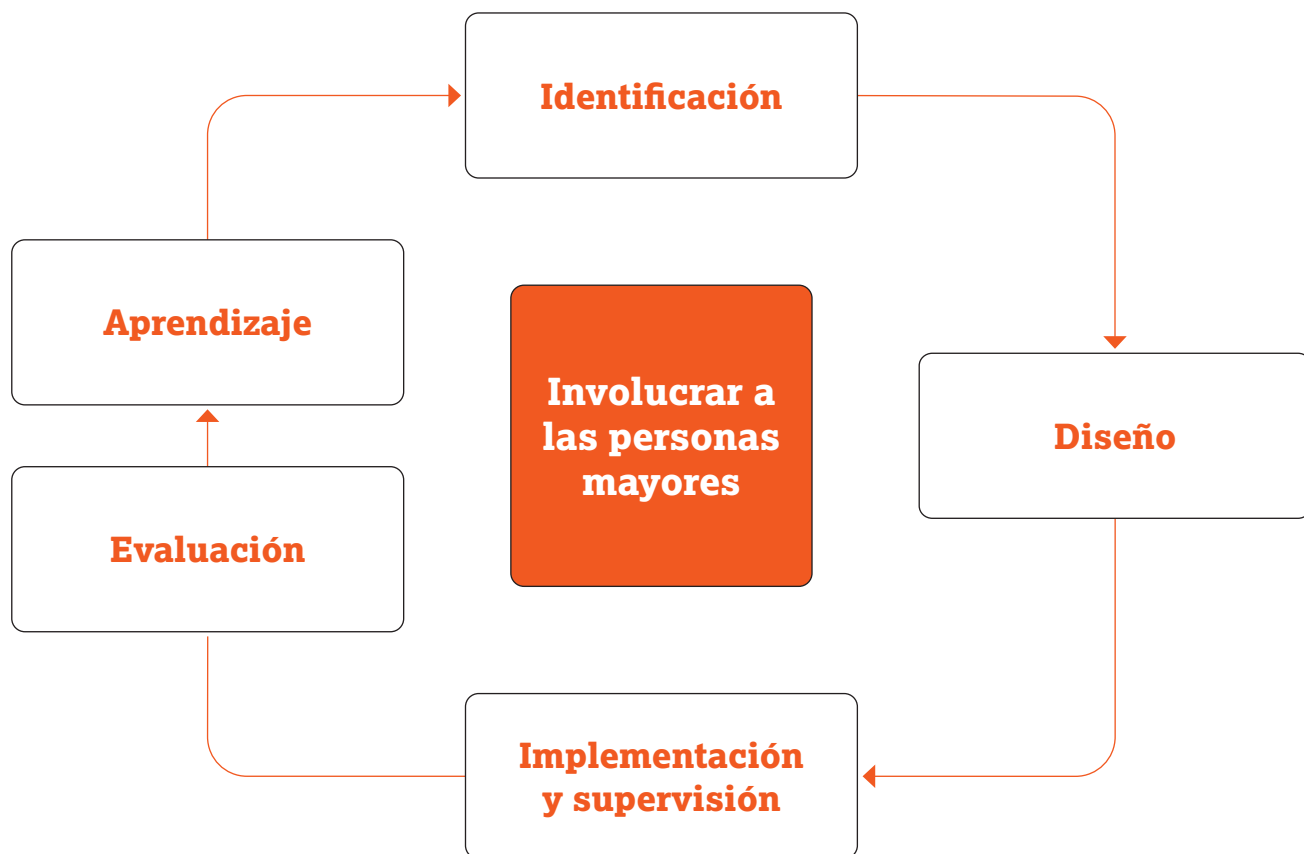 Identificación
Aprendizaje
Involucrar a
las personas
mayores
Diseño
Evaluación
Implementación
y supervisión